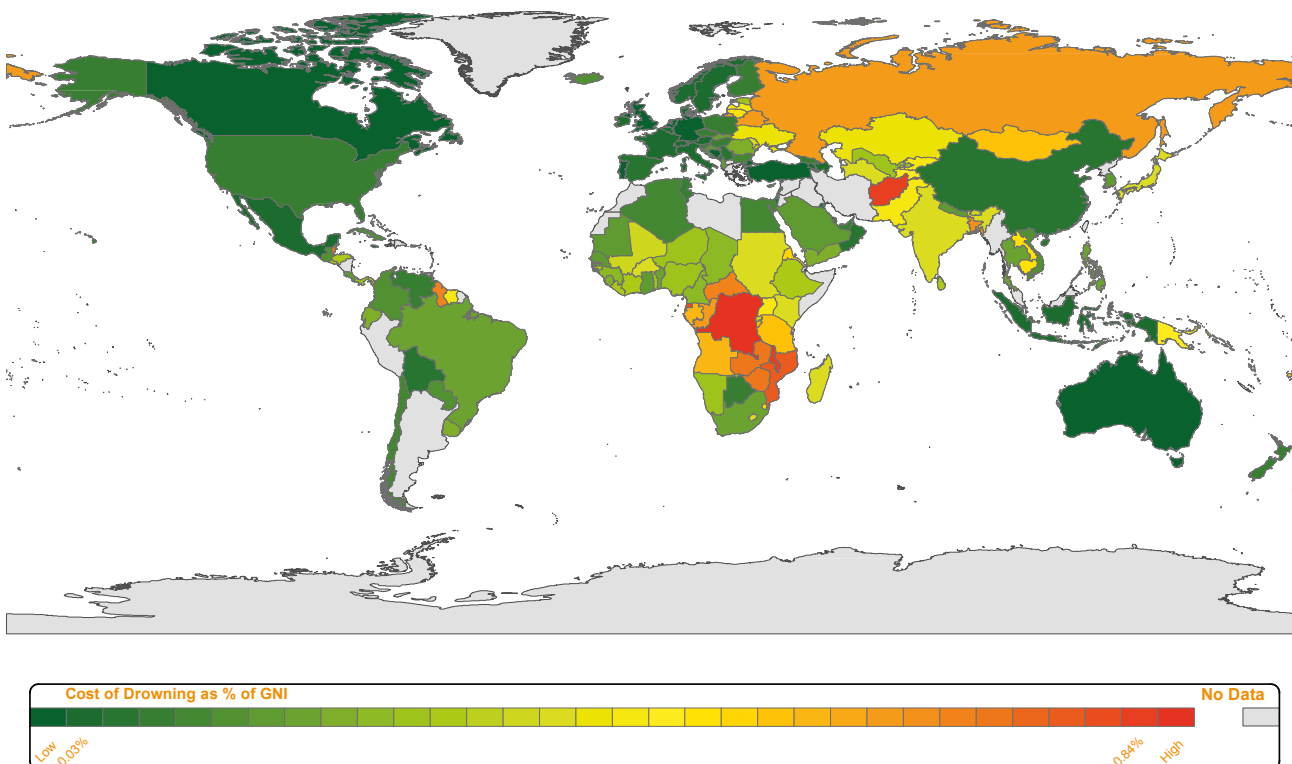 Cost of Drowning as % of GNI
No Data
Low
0.03%
0.84%
High